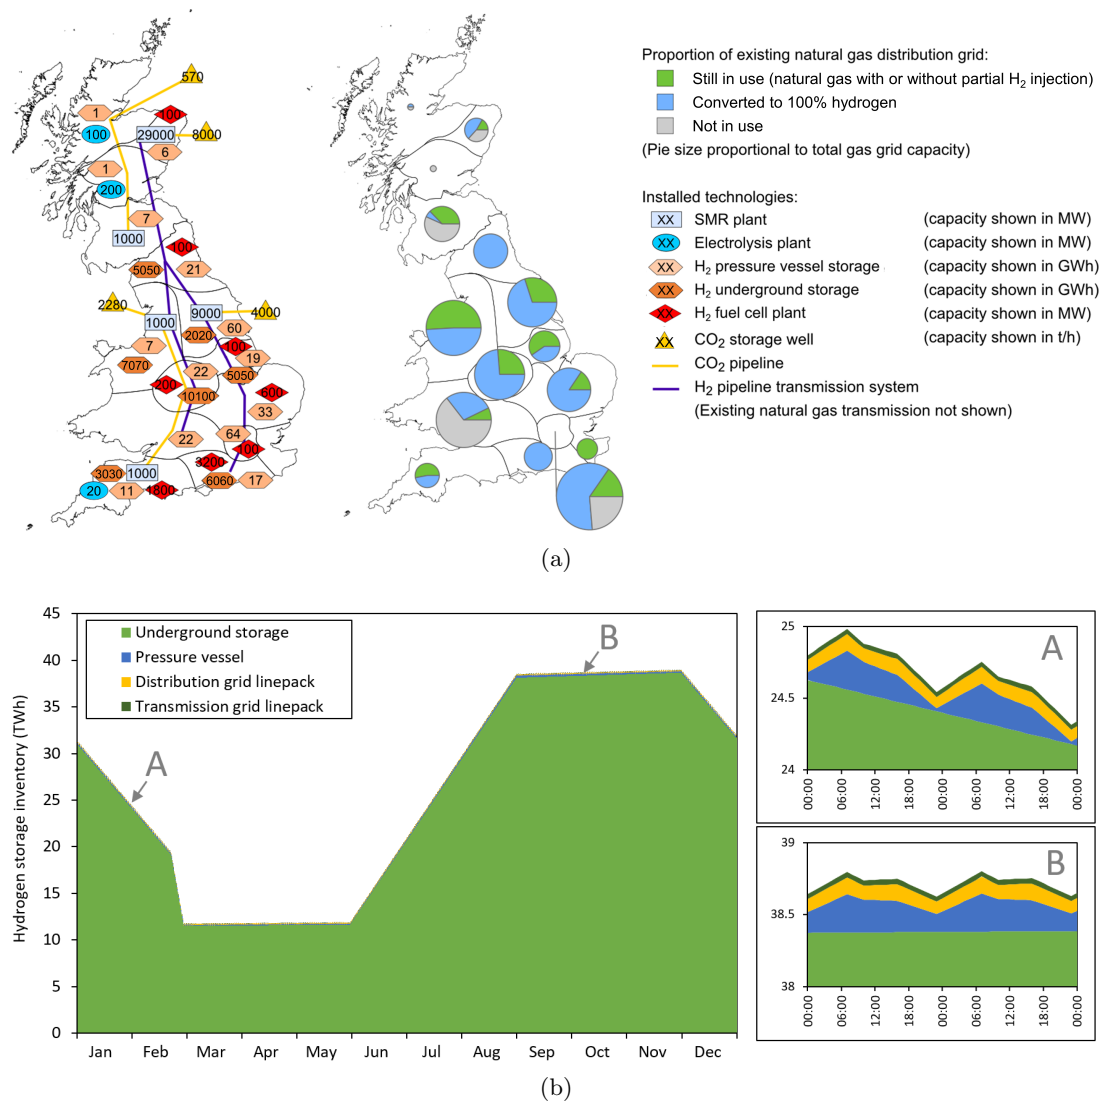 570
1
100
100
29000
8000
6
1
200
7
1000
100
5050
21
2280
9000
4000
1000
60
2020
7
100
19
7070
22
5050
200
10100
600
33
22
64
100
3200
3030
1000
6060
17
20
11
1800
Proportion of existing natural gas distribution grid:
Still in use (natural gas with or without partial H2 injection)
Converted to 100% hydrogen
Not in use
(Pie size proportional to total gas grid capacity)
Installed technologies:
XX SMR plant (capacity shown in MW)
XX Electrolysis plant (capacity shown in MW)
XX H2 pressure vessel storage (capacity shown in GWh)
XX H2 underground storage (capacity shown in GWh)
XX H2 fuel cell plant (capacity shown in MW)
XX CO2 storage well (capacity shown in t/h)
CO2 pipeline
H2 pipeline transmission system
(Existing natural gas transmission not shown)
(a)
Hydrogen storage inventory (TWh)
45
40
35
30
25
20
15
10
5
0
Underground storage
Pressure vessel
Distribution grid linepack
Transmission grid linepack
A
B
Jan Feb Mar Apr May Jun Jul Aug Sep Oct Nov Dec
25
24.5
24
A
00:00 06:00 12:00 18:00 00:00 06:00 12:00 18:00 00:00
39
38.5
38
B
00:00 06:00 12:00 18:00 00:00 06:00 12:00 18:00 00:00
(b)